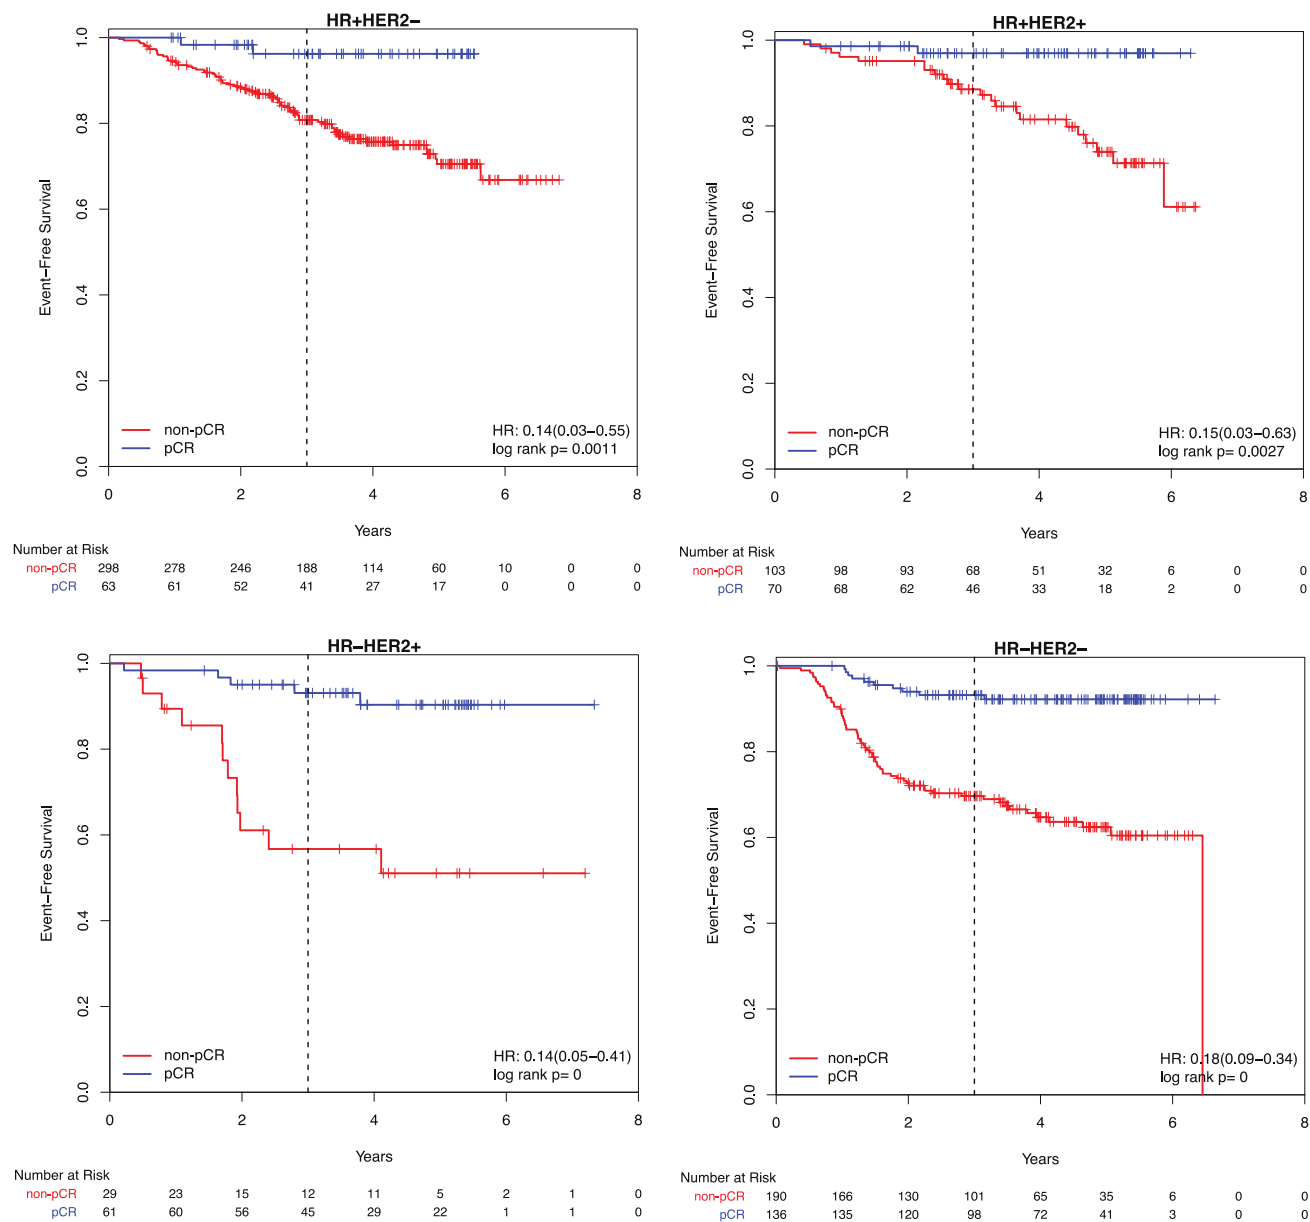 HR+HER2−
Event−Free Survival
1.0
0.8
0.6
0.4
0.2
0.0
non-pCR
pCR
HR: 0.14(0.03−0.55)
log rank p= 0.0011
0 2 4 6 8
Years
Number at Risk
non-pCR 298 278 246 188 114 60 10 0 0
pCR 63 61 52 41 27 17 0 0 0
HR+HER2+
Event−Free Survival
1.0
0.8
0.6
0.4
0.2
0.0
non-pCR
pCR
HR: 0.15(0.03−0.63)
log rank p= 0.0027
0 2 4 6 8
Years
Number at Risk
non-pCR 103 98 93 68 51 32 6 0 0
pCR 70 68 62 46 33 18 2 0 0
HR−HER2+
Event−Free Survival
1.0
0.8
0.6
0.4
0.2
0.0
non-pCR
pCR
HR: 0.14(0.05−0.41)
log rank p= 0
0 2 4 6 8
Years
Number at Risk
non-pCR 29 23 15 12 11 5 2 1 0
pCR 61 60 56 45 29 22 1 1 0
HR−HER2−
Event−Free Survival
1.0
0.8
0.6
0.4
0.2
0.0
non-pCR
pCR
HR: 0.18(0.09−0.34)
log rank p= 0
0 2 4 6 8
Years
Number at Risk
non-pCR 190 166 130 101 65 35 6 0 0
pCR 136 135 120 98 72 41 3 0 0